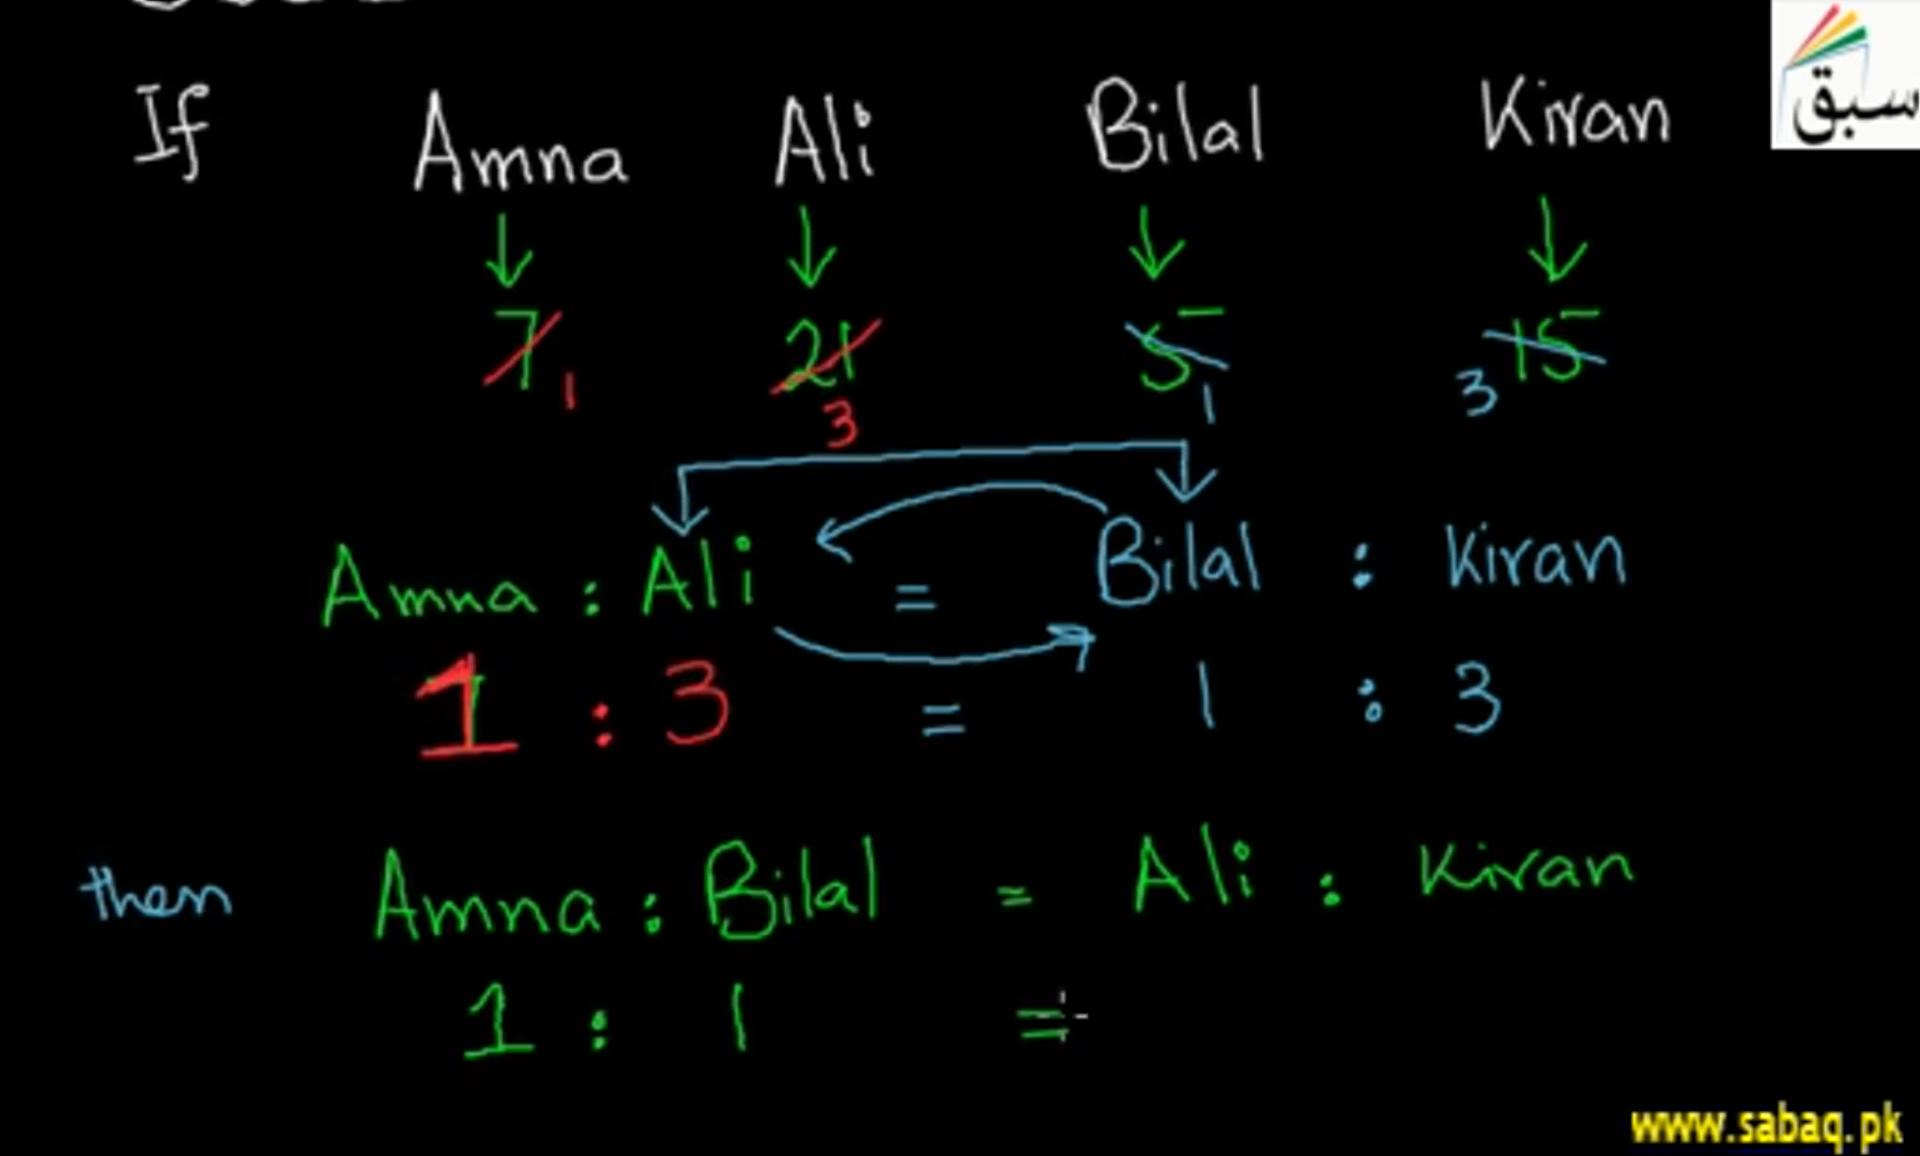 سبق
If Amna Ali Bilal Kiran
7 21 5 15
1 3 1 3
Amna : Ali = Bilal : Kiran
1 : 3 = 1 : 3
then Amna : Bilal = Ali : Kiran
1 : 1 =
www.sabaq.pk